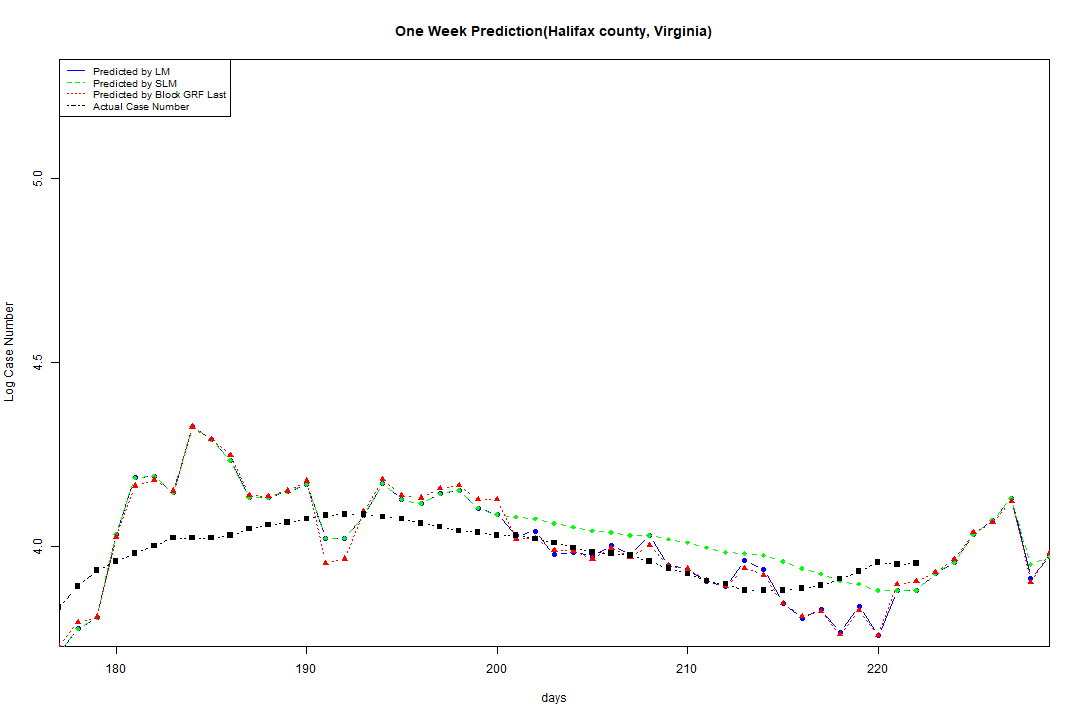 One Week Prediction(Halifax county, Virginia)
Predicted by LM
Predicted by SLM
Predicted by Block GRF Last
Actual Case Number
5.0
4.5
4.0
Log Case Number
180 190 200 210 220
days